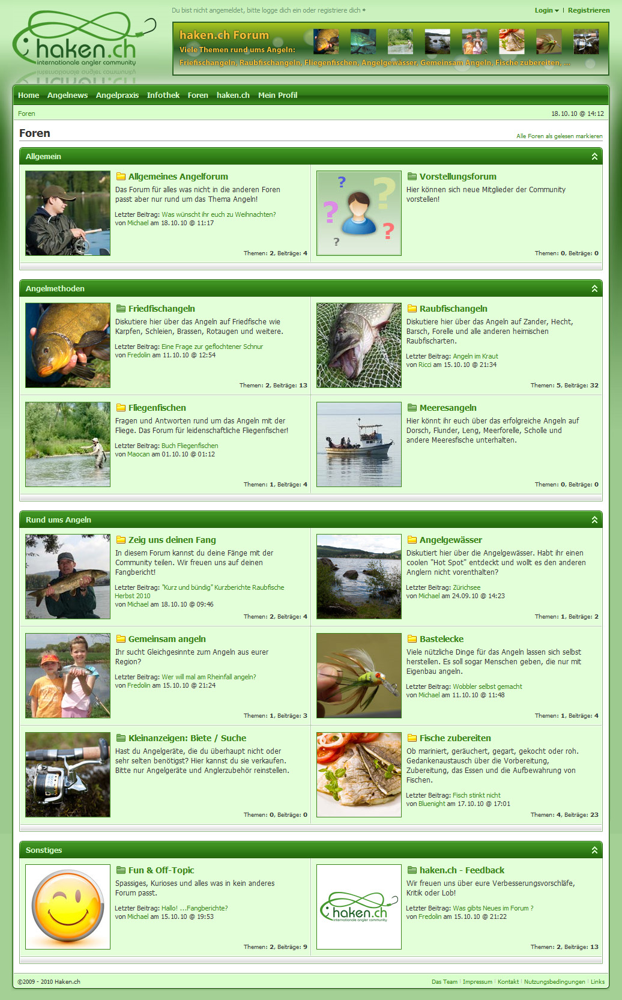 haken.ch
internationale angler community
Du bist nicht angemeldet, bitte logge dich ein oder registriere dich
Login | Registrieren
haken.ch Forum
Viele Themen rund ums Angeln:
Friefischangeln, Raubfischangeln, Fliegenfischen, Angelgewässer, Gemeinsam Angeln, Fische zubereiten, ...
Home Angelnews Angelpraxis Infothek Foren haken.ch Mein Profil
Foren
18.10.10 @ 14:12
Foren
Alle Foren als gelesen markieren
Allgemein
Allgemeines Angelforum
Das Forum für alles was nicht in die anderen Foren
passt aber nur rund um das Thema Angeln!
Letzter Beitrag: Was wünscht ihr euch zu Weihnachten?
von Michael am 18.10.10 @ 11:17
Themen: 2, Beiträge: 4
? ? ? ? ?
Vorstellungsforum
Hier können sich neue Mitglieder der Community
vorstellen!
Themen: 0, Beiträge: 0
Angelmethoden
Friedfischangeln
Diskutiere hier über das Angeln auf Friedfische wie
Karpfen, Schleien, Brassen, Rotaugen und weitere.
Letzter Beitrag: Eine Frage zur geflochtener Schnur
von Fredolin am 11.10.10 @ 12:54
Themen: 2, Beiträge: 13
Raubfischangeln
Diskutiere hier über das Angeln auf Zander, Hecht,
Barsch, Forelle und alle anderen heimischen
Raubfischarten.
Letzter Beitrag: Angeln im Kraut
von Ricci am 15.10.10 @ 21:34
Themen: 5, Beiträge: 32
Fliegenfischen
Fragen und Antworten rund um das Angeln mit der
Fliege. Das Forum für leidenschaftliche Fliegenfischer!
Letzter Beitrag: Buch Fliegenfischen
von Maocan am 01.10.10 @ 01:12
Themen: 1, Beiträge: 4
Meeresangeln
Hier könnt ihr euch über das erfolgreiche Angeln auf
Dorsch, Flunder, Leng, Meerforelle, Scholle und
andere Meeresfische unterhalten.
Themen: 0, Beiträge: 0
Rund ums Angeln
Zeig uns deinen Fang
In diesem Forum kannst du deine Fänge mit der
Community teilen. Wir freuen uns auf deinen
Fangbericht!
Letzter Beitrag: "Kurz und bündig" Kurzberichte Raubfische
Herbst 2010
von Michael am 18.10.10 @ 09:46
Themen: 2, Beiträge: 4
Angelgewässer
Diskutiert hier über die Angelgewässer. Habt ihr einen
coolen "Hot Spot" entdeckt und wollt es den anderen
Anglern nicht vorenthalten?
Letzter Beitrag: Zürichsee
von Michael am 24.09.10 @ 14:23
Themen: 1, Beiträge: 2
Gemeinsam angeln
Ihr sucht Gleichgesinnte zum Angeln aus eurer
Region?
Letzter Beitrag: Wer will mal am Rheinfall angeln?
von Fredolin am 15.10.10 @ 21:24
Themen: 1, Beiträge: 3
Bastelecke
Viele nützliche Dinge für das Angeln lassen sich selbst
herstellen. Es soll sogar Menschen geben, die nur mit
Eigenbau angeln.
Letzter Beitrag: Wobbler selbst gemacht
von Michael am 11.10.10 @ 11:48
Themen: 1, Beiträge: 4
Kleinanzeigen: Biete / Suche
Hast du Angelgeräte, die du überhaupt nicht oder
sehr selten benötigst? Hier kannst du sie verkaufen.
Bitte nur Angelgeräte und Anglerzubehör reinstellen.
Themen: 0, Beiträge: 0
Fische zubereiten
Ob mariniert, geräuchert, gegart, gekocht oder roh.
Gedankenaustausch über die Vorbereitung,
Zubereitung, das Essen und die Aufbewahrung von
Fischen.
Letzter Beitrag: Fisch stinkt nicht
von Bluenight am 17.10.10 @ 17:01
Themen: 4, Beiträge: 23
Sonstiges
Fun & Off-Topic
Spassiges, Kurioses und alles was in kein anderes
Forum passt.
Letzter Beitrag: Hallo! ...Fangberichte?
von Michael am 15.10.10 @ 19:53
Themen: 2, Beiträge: 9
haken.ch
internationale angler community
haken.ch - Feedback
Wir freuen uns über eure Verbesserungsvorschläfe,
Kritik oder Lob!
Letzter Beitrag: Was gibts Neues im Forum ?
von Fredolin am 15.10.10 @ 21:22
Themen: 2, Beiträge: 13
©2009 - 2010 Haken.ch
Das Team | Impressum | Kontakt | Nutzungsbedingungen | Links